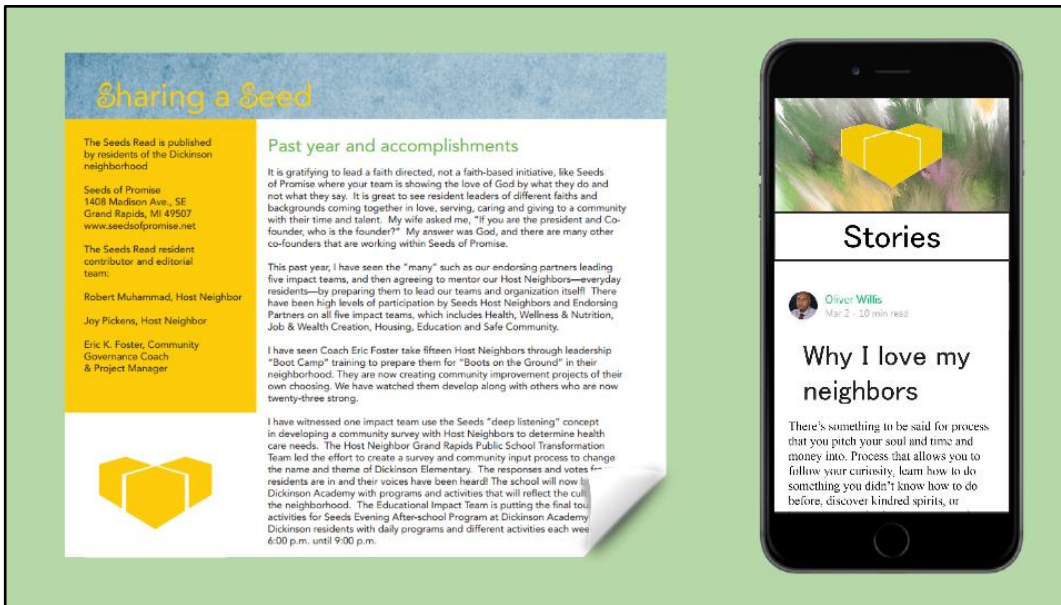 Sharing a Seed
The Seeds Read is published
by residents of the Dickinson
neighborhood
Seeds of Promise
1408 Madison Ave., SE
Grand Rapids, MI 49507
www.seedsofpromise.net
The Seeds Read resident
contributor and editorial
team:
Robert Muhammad, Host Neighbor
Joy Pickens, Host Neighbor
Eric K. Foster, Community
Governance Coach
& Project Manager
Past year and accomplishments
It is gratifying to lead a faith directed, not a faith-based initiative, like Seeds
of Promise where your team is showing the love of God by what they do and
not what they say. It is great to see resident leaders of different faiths and
backgrounds coming together in love, serving, caring and giving to a community
with their time and talent. My wife asked me, "If you are the president and Co-
founder, who is the founder?" My answer was God, and there are many other
co-founders that are working within Seeds of Promise.
This past year, I have seen the "many" such as our endorsing partners leading
five impact teams, and then agreeing to mentor our Host Neighbors—everyday
residents—by preparing them to lead our teams and organization itself! There
have been high levels of participation by Seeds Host Neighbors and Endorsing
Partners on all five impact teams, which includes Health, Wellness & Nutrition,
Job & Wealth Creation, Housing, Education and Safe Community.
I have seen Coach Eric Foster take fifteen Host Neighbors through leadership
"Boot Camp" training to prepare them for "Boots on the Ground" in their
neighborhood. They are now creating community improvement projects of their
own choosing. We have watched them develop along with others who are now
twenty-three strong.
I have witnessed one impact team use the Seeds "deep listening" concept
in developing a community survey with Host Neighbors to determine health
care needs. The Host Neighbor Grand Rapids Public School Transformation
Team led the effort to create a survey and community input process to change
the name and theme of Dickinson Elementary. The responses and votes
residents are in and their voices have been heard! The school will now
Dickinson Academy with programs and activities that will reflect the
the neighborhood. The Educational Impact Team is putting the final
activities for Seeds Evening After-school Program at Dickinson Academy
Dickinson residents with daily programs and different activities each
6:00 p.m. until 9:00 p.m.
Stories
Oliver Willis
Mar 2 - 10 min read
Why I love my
neighbors
There's something to be said for process
that you pitch your soul and time and
money into. Process that allows you to
follow your curiosity, learn how to do
something you didn't know how to do
before, discover kindred spirits, or